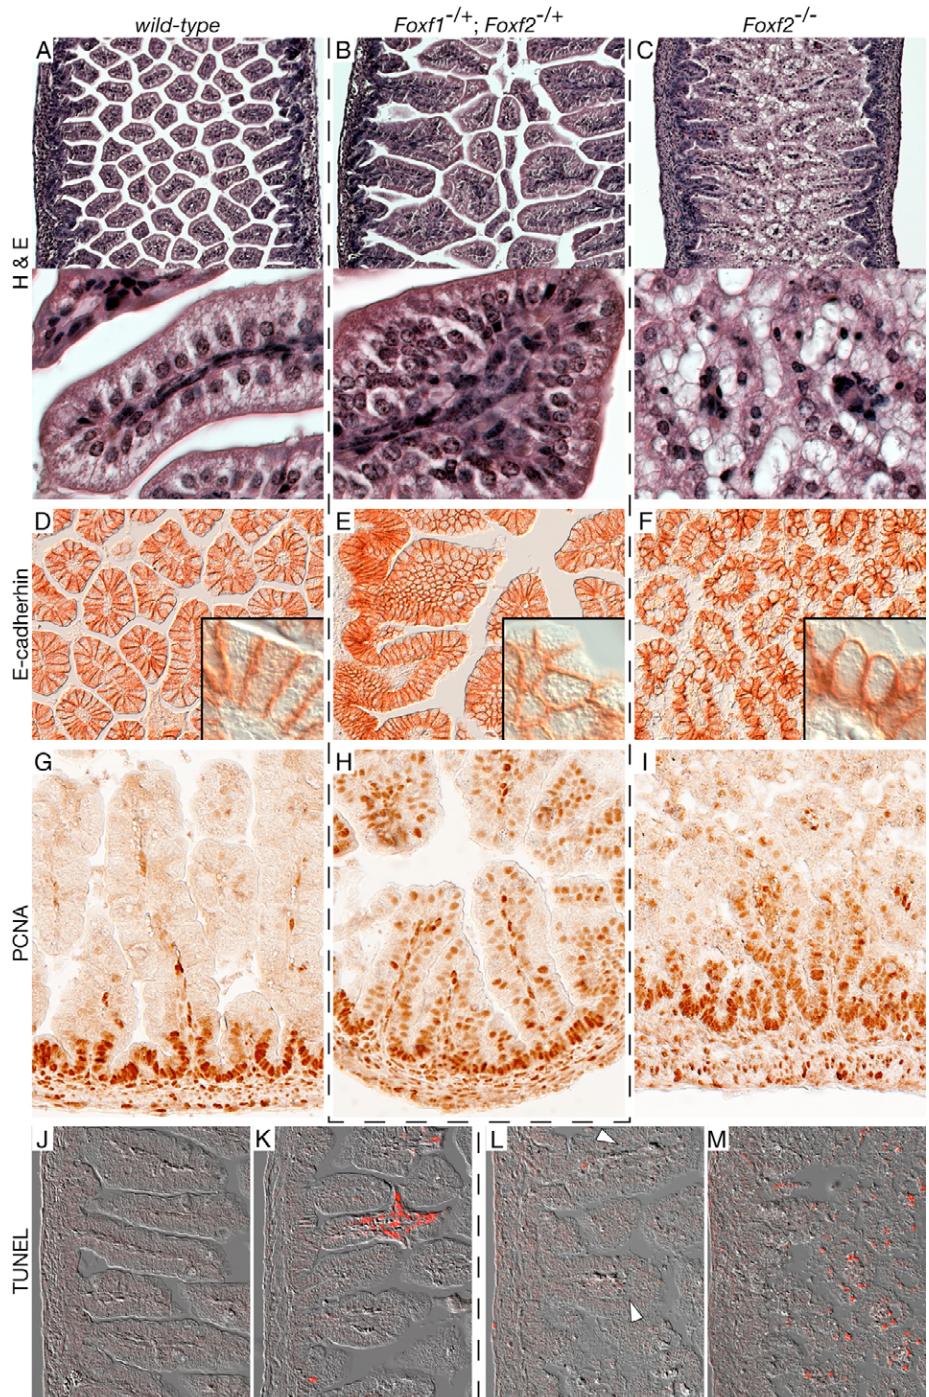 wild-type
Foxf1-/+; Foxf2-/+
Foxf2-/-
A
B
C
H & E
D
E
F
E-cadherhin
G
H
I
PCNA
J
K
L
M
TUNEL